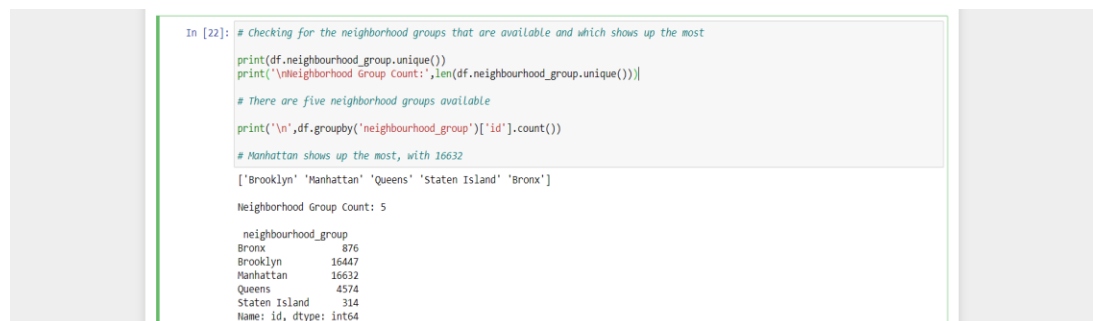 In [22]: # Checking for the neighborhood groups that are available and which shows up the most
print(df.neighbourhood_group.unique())
print('\nNeighborhood Group Count:',len(df.neighbourhood_group.unique()))
# There are five neighborhood groups available
print('\n',df.groupby('neighbourhood_group')['id'].count())
# Manhattan shows up the most, with 16632
['Brooklyn' 'Manhattan' 'Queens' 'Staten Island' 'Bronx']
Neighborhood Group Count: 5
neighbourhood_group
Bronx 876
Brooklyn 16447
Manhattan 16632
Queens 4574
Staten Island 314
Name: id, dtype: int64